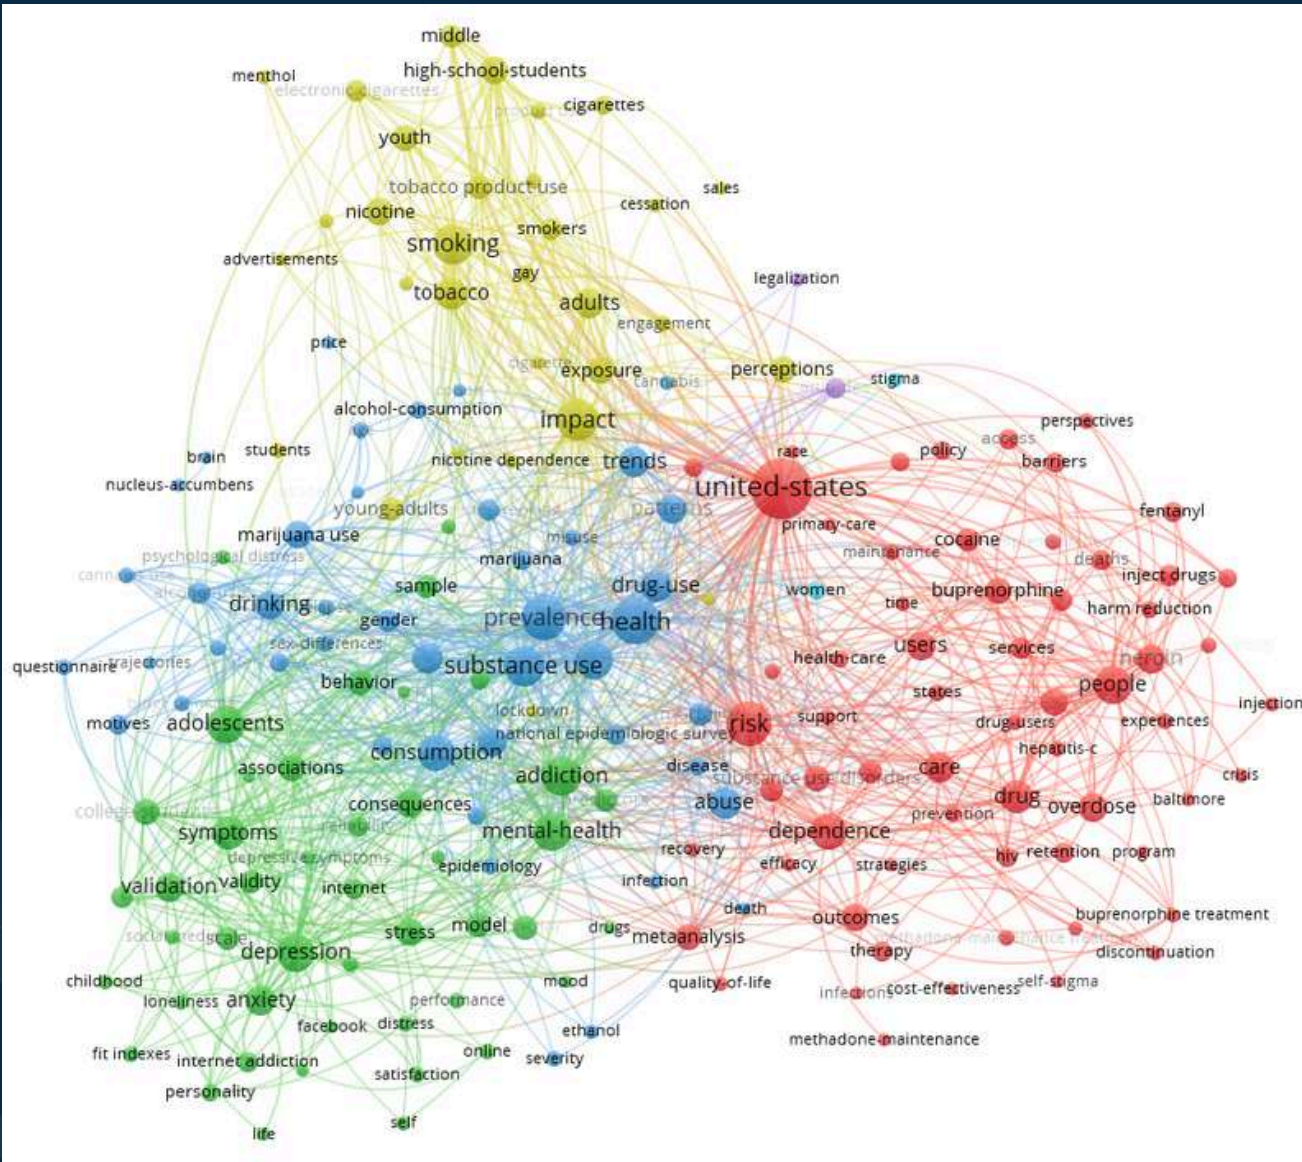 middle
high-school-students
menthol
electronic cigarettes
cigarettes
youth
tobacco product use
sales
cessation
nicotine
smokers
smoking
advertisements
gay
legalization
tobacco
adults
engagement
price
cigarette
exposure
perceptions
cannabis
stigma
alcohol-consumption
impact
perspectives
access
students
race
policy
brain
nicotine dependence
trends
barriers
nucleus-accumbens
united-states
young-adults
patterns
fentanyl
primary-care
marijuana use
misuse
cocaine
maintenance
psychological distress
marijuana
deaths
inject drugs
sample
drug-use
women
buprenorphine
drinking
time
harm reduction
gender
prevalence
health
sex-differences
users
services
questionnaire
trajectories
substance use
health-care
heroin
behavior
people
states
injection
lockdown
motives
adolescents
risk
support
drug-users
experiences
national epidemiologic survey
consumption
hepatitis-c
associations
addiction
disease
substance use disorders
care
crisis
consequences
abuse
drug
overdose
baltimore
prevention
symptoms
mental-health
dependence
recovery
depressive symptoms
epidemiology
efficacy
strategies
hiv
retention
program
validation
validity
internet
infection
death
outcomes
buprenorphine treatment
stress
model
drugs
scale
metaanalysis
depression
therapy
discontinuation
childhood
mood
quality-of-life
self-stigma
loneliness
anxiety
performance
infections
cost-effectiveness
facebook
distress
ethanol
methadone-maintenance
fit indexes
internet addiction
online
severity
satisfaction
personality
self
life